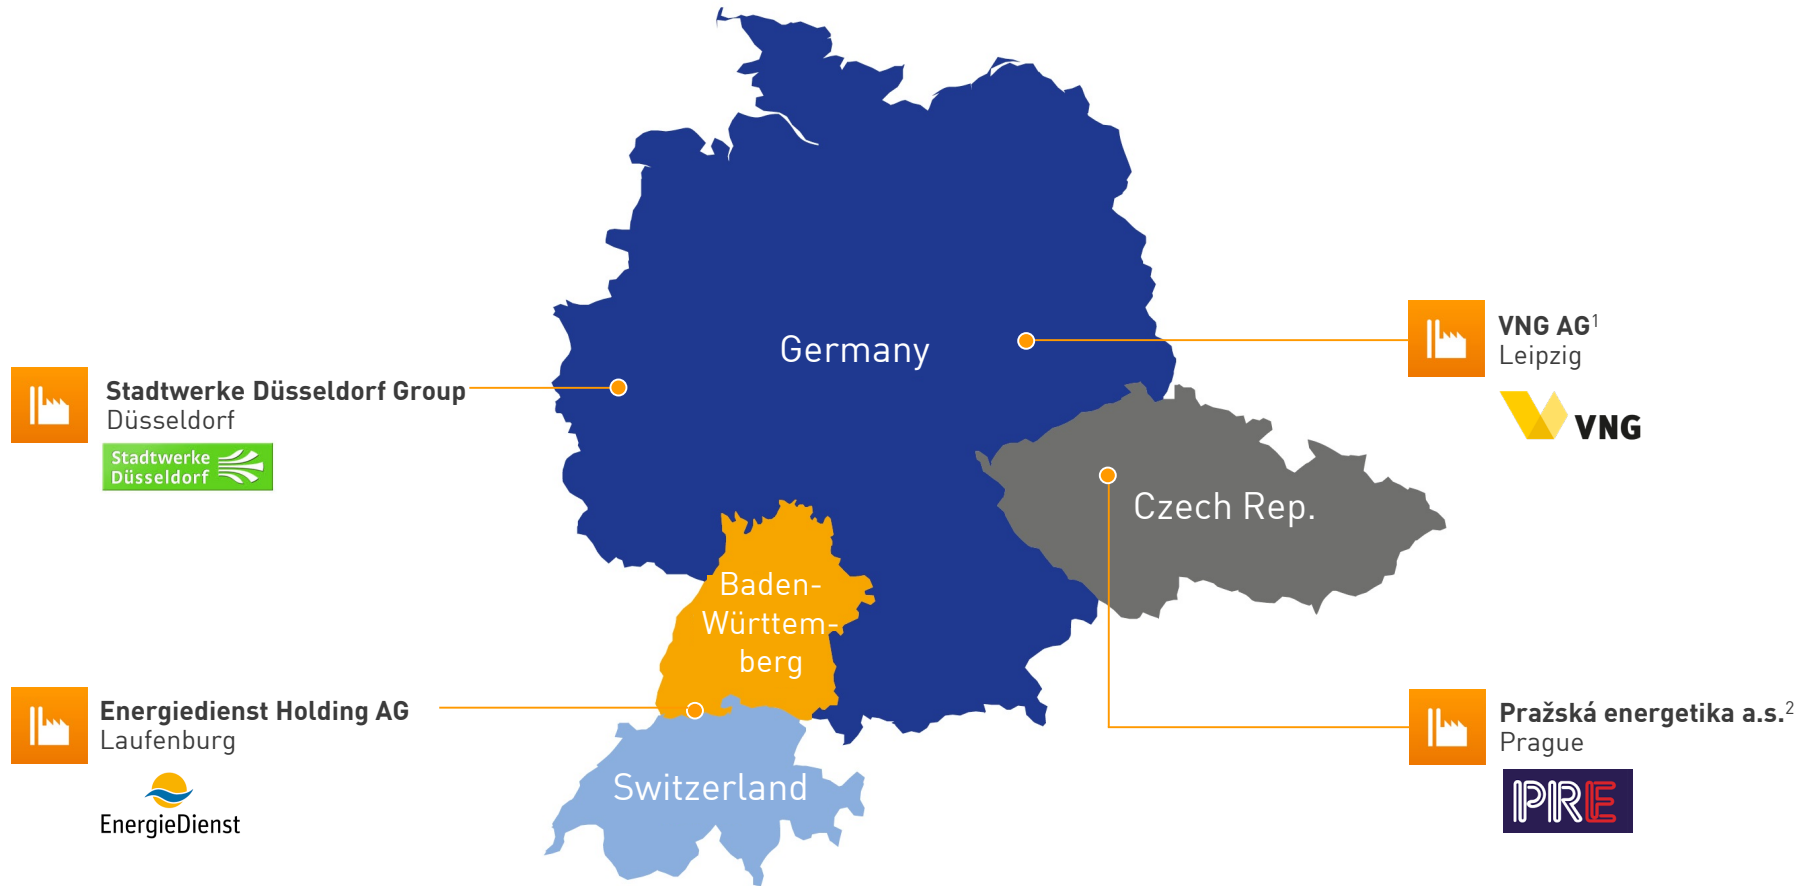 Germany
VNG AG¹
Leipzig
VNG
Stadtwerke Düsseldorf Group
Düsseldorf
Stadtwerke
Düsseldorf
Czech Rep.
Baden-
Württem-
berg
Energiedienst Holding AG
Laufenburg
EnergieDienst
Switzerland
Pražská energetika a.s.²
Prague
PRE